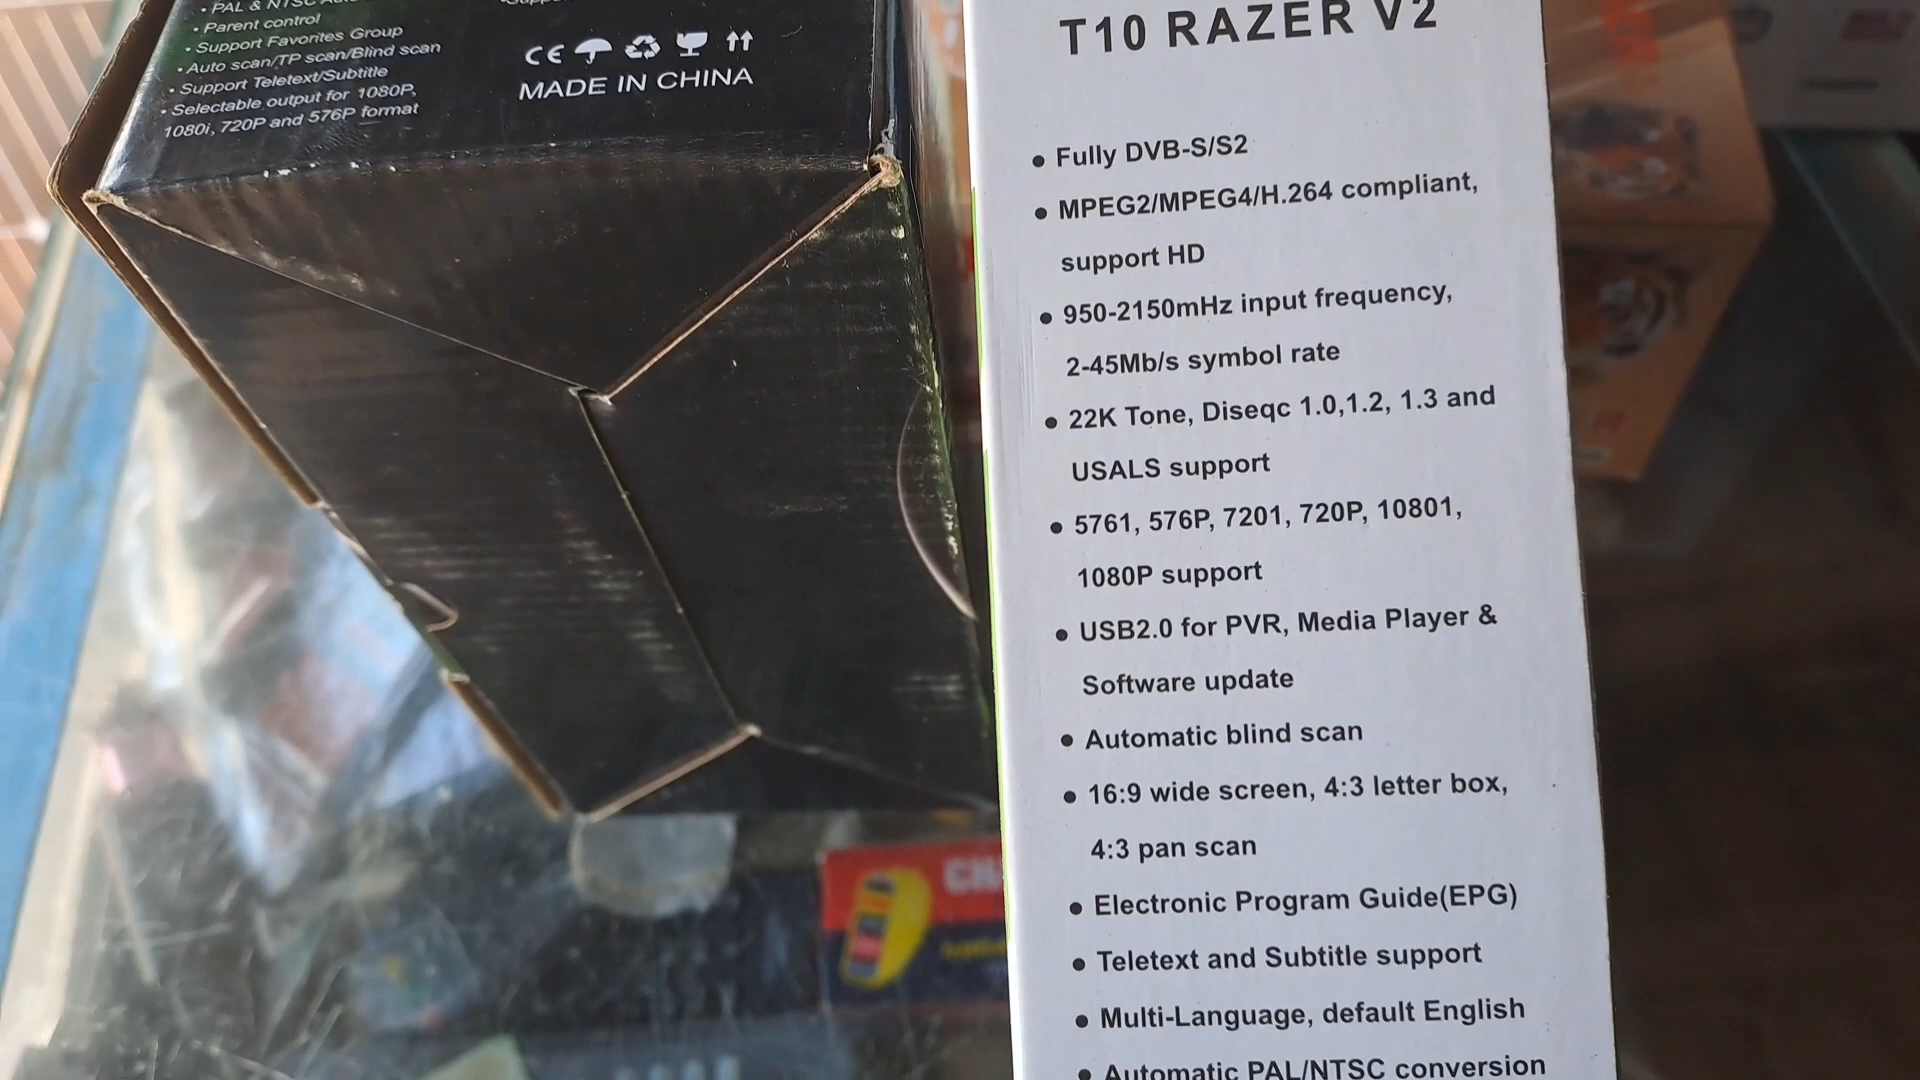 • PAL & NTSC
• Parent control
• Support Favorites Group
• Auto scan/TP scan/Blind scan
• Support Teletext/Subtitle
• Selectable output for 1080P,
1080i, 720P and 576P format
CE
MADE IN CHINA
T10 RAZER V2
• Fully DVB-S/S2
• MPEG2/MPEG4/H.264 compliant,
support HD
• 950-2150mHz input frequency,
2-45Mb/s symbol rate
• 22K Tone, Diseqc 1.0,1.2, 1.3 and
USALS support
• 5761, 576P, 7201, 720P, 10801,
1080P support
• USB2.0 for PVR, Media Player &
Software update
• Automatic blind scan
• 16:9 wide screen, 4:3 letter box,
4:3 pan scan
• Electronic Program Guide(EPG)
• Teletext and Subtitle support
• Multi-Language, default English
• Automatic PAL/NTSC conversion